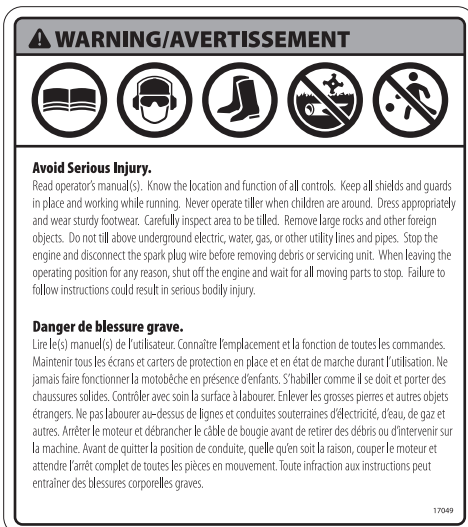 WARNING/AVERTISSEMENT
Avoid Serious Injury.
Read operator's manual(s). Know the location and function of all controls. Keep all shields and guards
in place and working while running. Never operate tiller when children are around. Dress appropriately
and wear sturdy footwear. Carefully inspect area to be tilled. Remove large rocks and other foreign
objects. Do not till above underground electric, water, gas, or other utility lines and pipes. Stop the
engine and disconnect the spark plug wire before removing debris or servicing unit. When leaving the
operating position for any reason, shut off the engine and wait for all moving parts to stop. Failure to
follow instructions could result in serious bodily injury.
Danger de blessure grave.
Lire le(s) manuel(s) de l'utilisateur. Connaître l'emplacement et la fonction de toutes les commandes.
Maintenir tous les écrans et carters de protection en place et en état de marche durant l'utilisation. Ne
jamais faire fonctionner la motobêche en présence d'enfants. S'habiller comme il se doit et porter des
chaussures solides. Contrôler avec soin la surface à labourer. Enlever les grosses pierres et autres objets
étrangers. Ne pas labourer au-dessus de lignes et conduites souterraines d'électricité, d'eau, de gaz et
autres. Arrêter le moteur et débrancher le câble de bougie avant de retirer des débris ou d'intervenir sur
la machine. Avant de quitter la position de conduite, quelle qu'en soit la raison, couper le moteur et
attendre l'arrêt complet de toutes les pièces en mouvement. Toute infraction aux instructions peut
entraîner des blessures corporelles graves.
17049